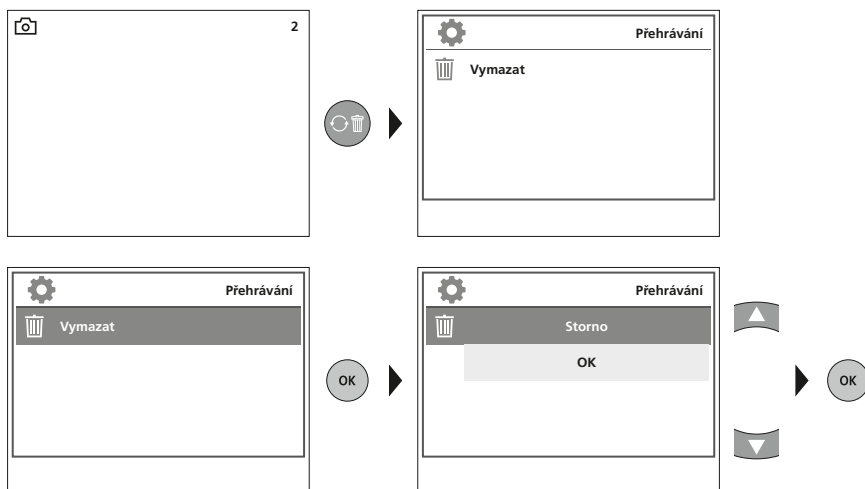 2
Přehrávání
Vymazat
Přehrávání
Vymazat
OK
Přehrávání
Storno
OK
OK